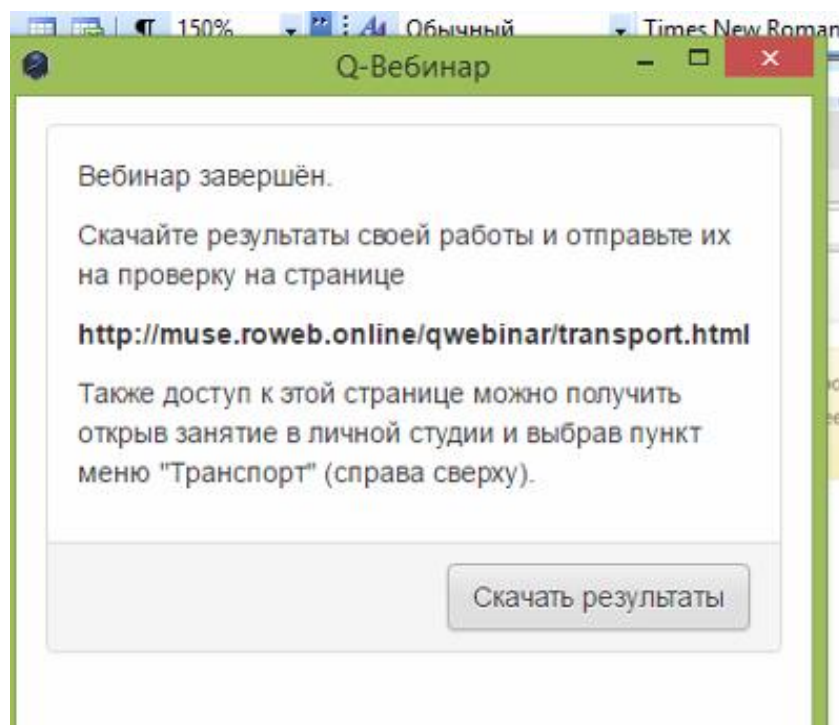 150% Обычный Times New Roman
Q-Вебинар
Вебинар завершён.
Скачайте результаты своей работы и отправьте их
на проверку на странице
http://muse.roweb.online/qwebinar/transport.html
Также доступ к этой странице можно получить
открыв занятие в личной студии и выбрав пункт
меню "Транспорт" (справа сверху).
Скачать результаты